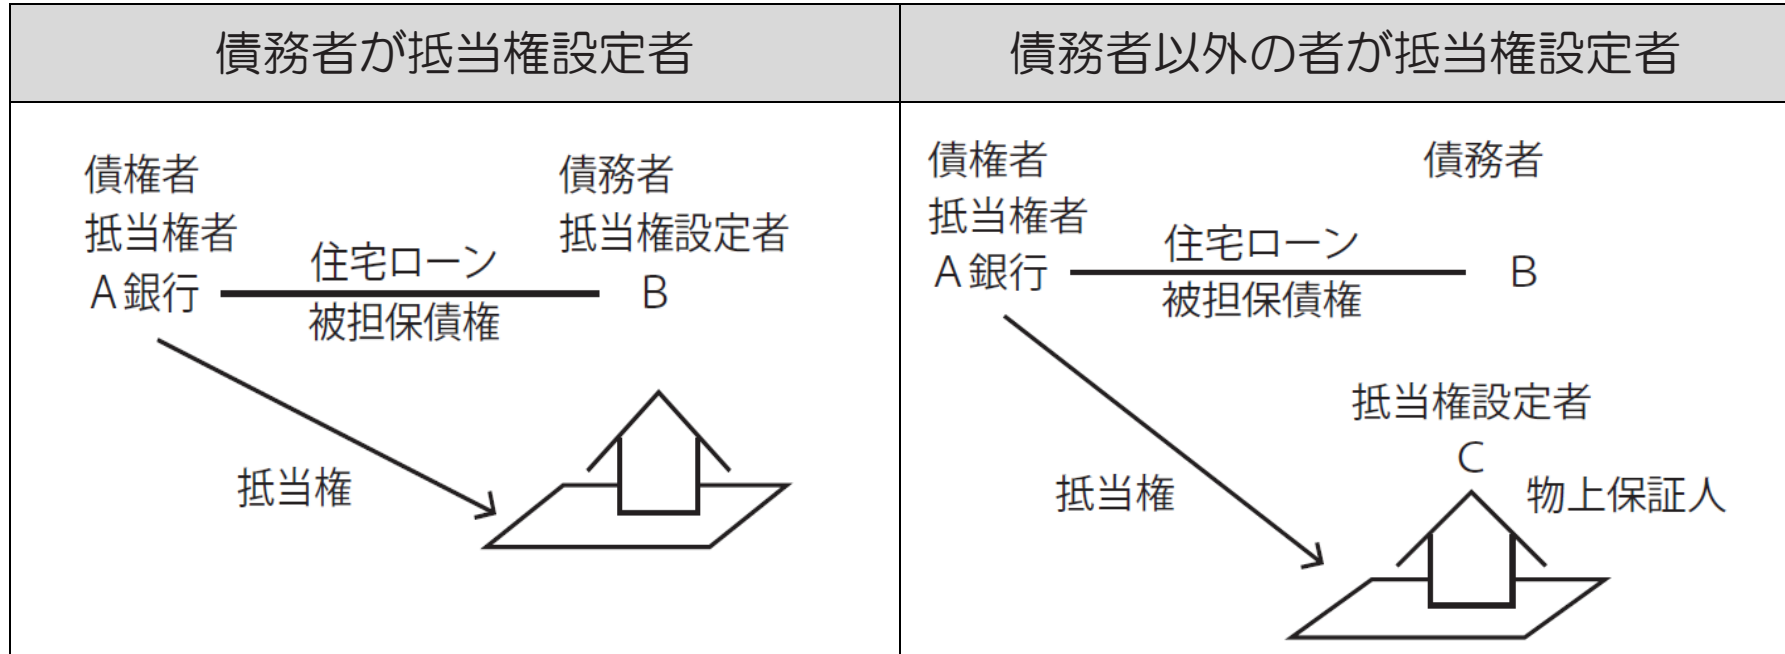 債務者が抵当権設定者
債権者
抵当権者
A銀行
住宅ローン
被担保債権
債務者
抵当権設定者
B
抵当権
債務者以外の者が抵当権設定者
債権者
抵当権者
A銀行
住宅ローン
被担保債権
債務者
B
抵当権設定者
C
物上保証人
抵当権